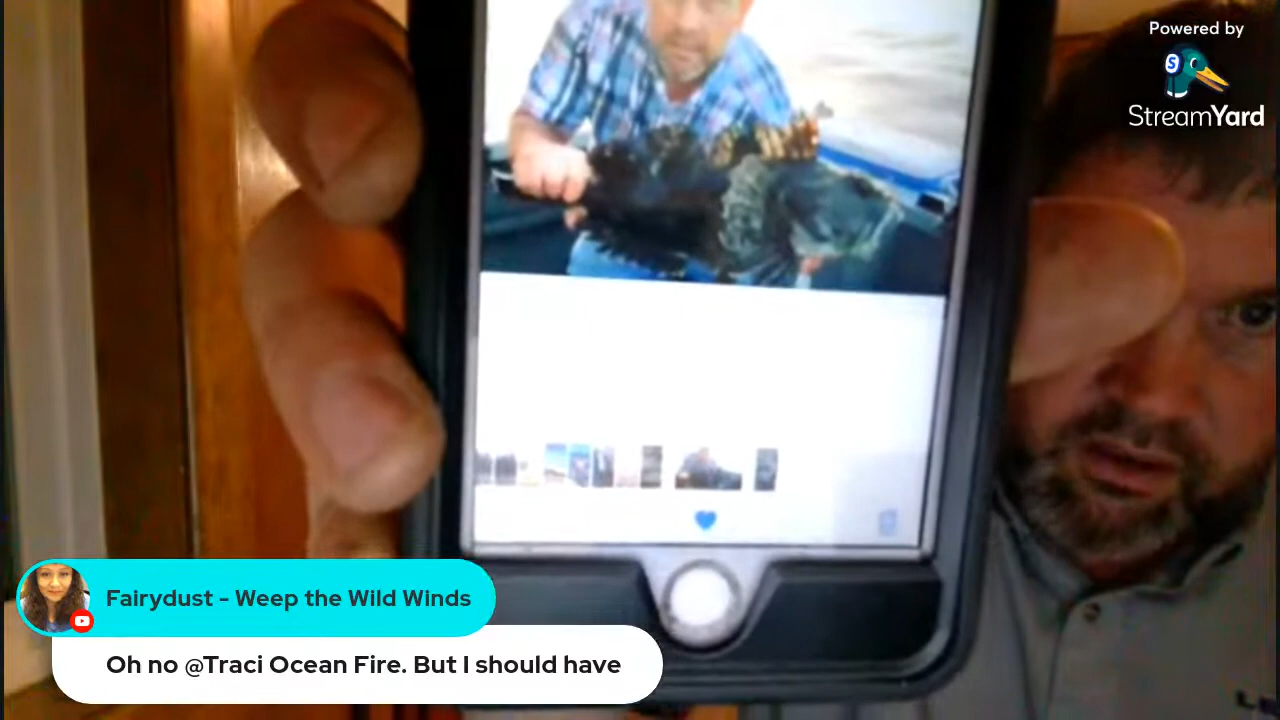 Powered by
StreamYard
Fairydust - Weep the Wild Winds
Oh no @Traci Ocean Fire. But I should have